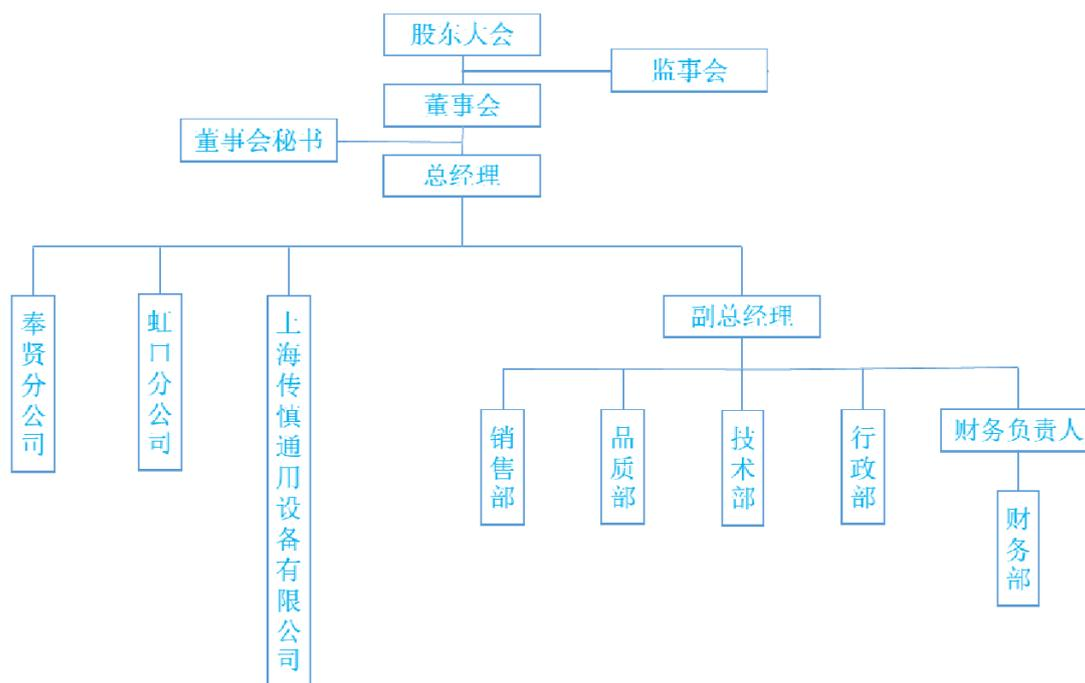 股东大会
监事会
董事会
董事会秘书
总经理
奉贤分公司
虹口分公司
上海传慎通用设备有限公司
副总经理
销售部
品质部
技术部
行政部
财务负责人
财务部